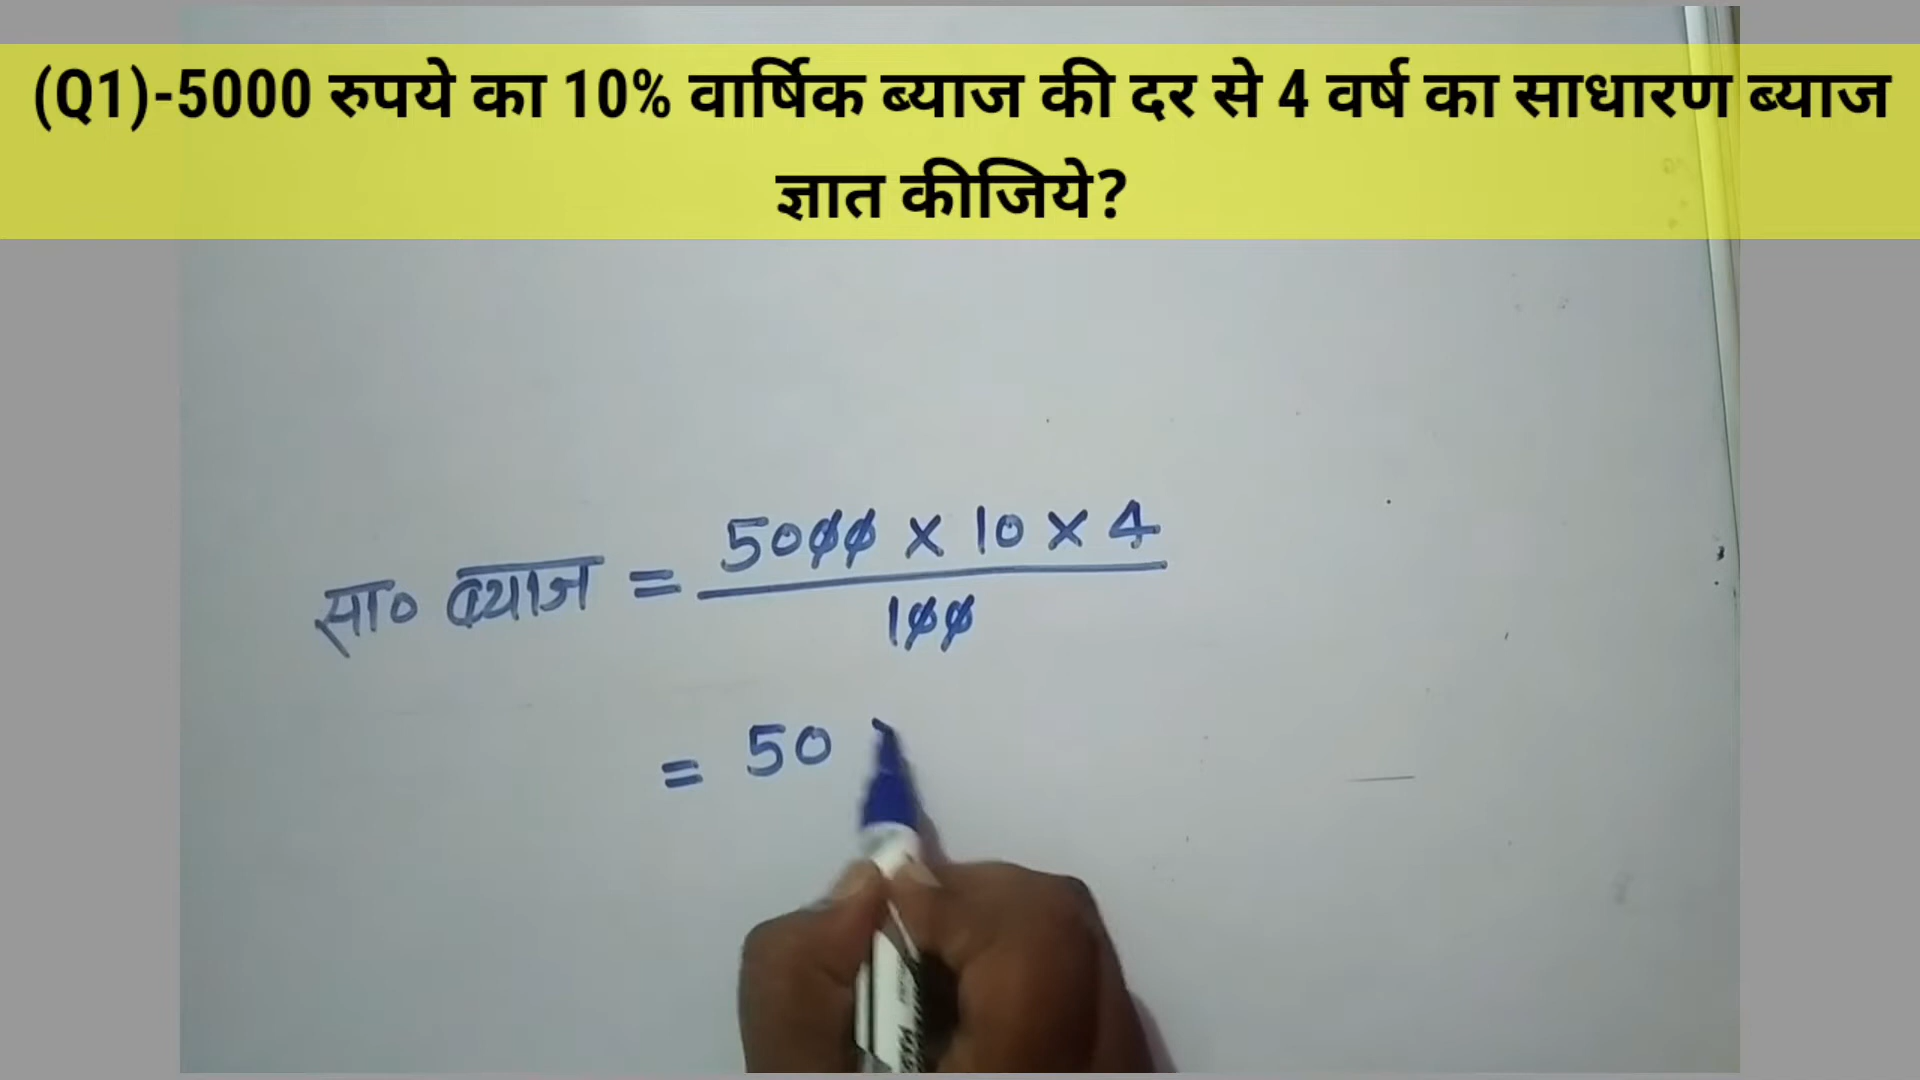 (Q1)-5000 रुपये का 10% वार्षिक ब्याज की दर से 4 वर्ष का साधारण ब्याज
ज्ञात कीजिये?
सा० ब्याज = 5000 x 10 x 4
100
= 50